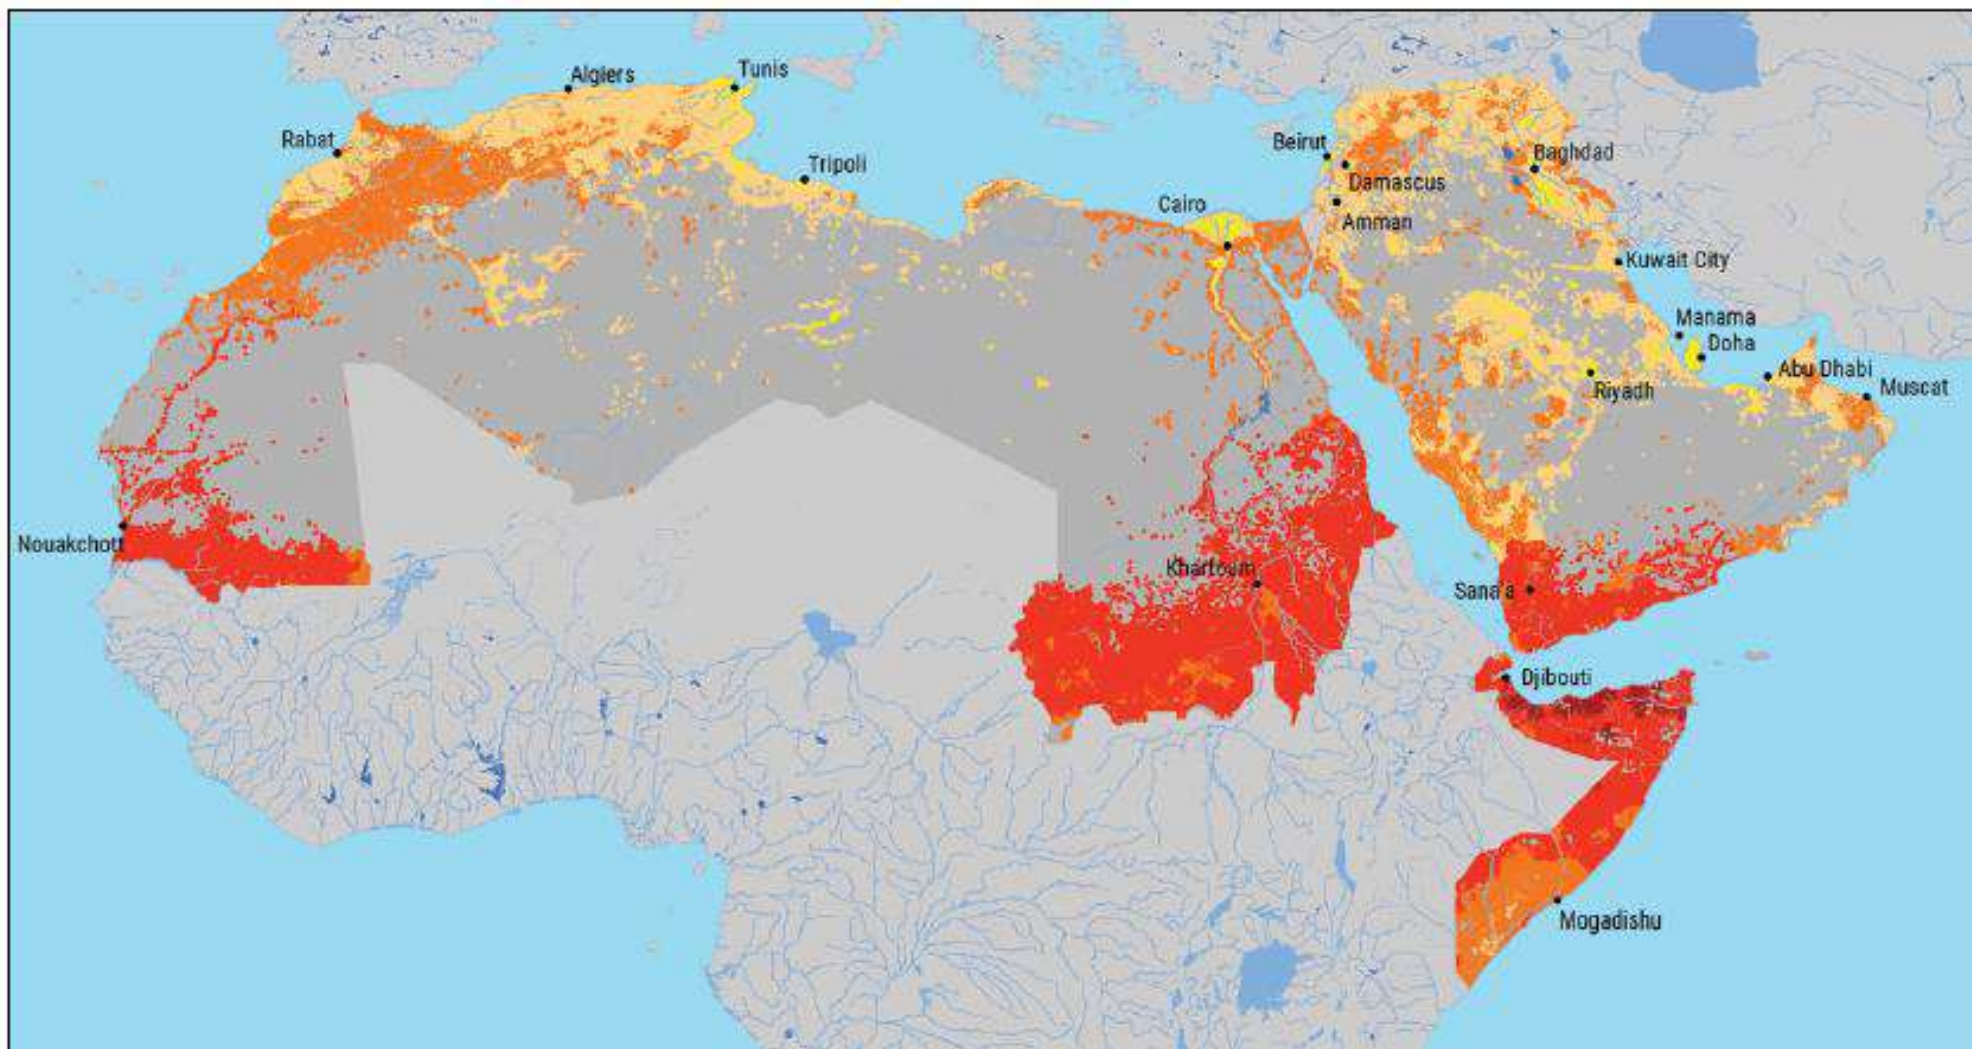 Algiers
Tunis
Rabat
Tripoli
Beirut
Baghdad
Damascus
Cairo
Amman
Kuwait City
Manama
Doha
Abu Dhabi
Muscat
Riyadh
Nouakchott
Khartoum
Sana'a
Djibouti
Mogadishu